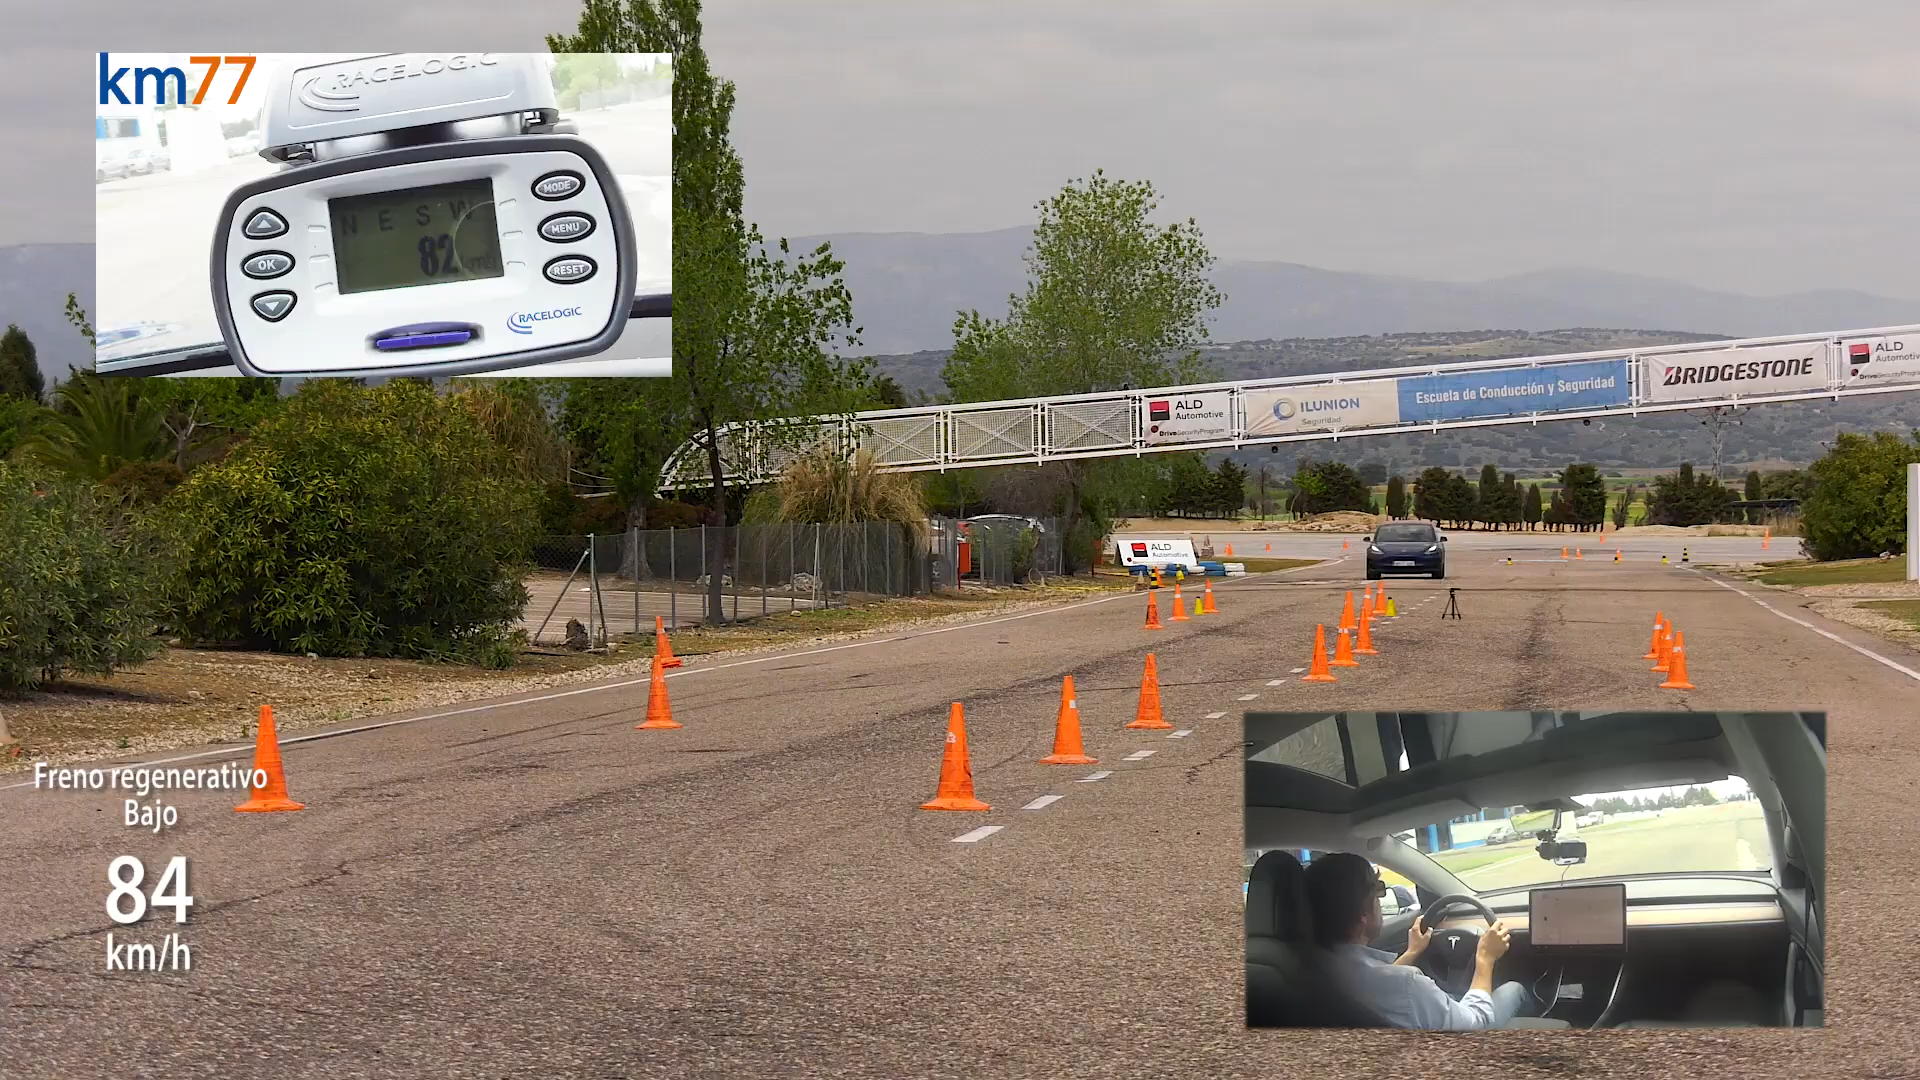 km77
RACELOGIC
MODE
N E S W
MENU
OK
82
RESET
RACELOGIC
ALD
Automotive
DriveSecurityProgram
ILUNION
Seguridad
Escuela de Conducción y Seguridad
BRIDGESTONE
ALD
Automotive
ALD
Automotive
Freno regenerativo
Bajo
84
km/h